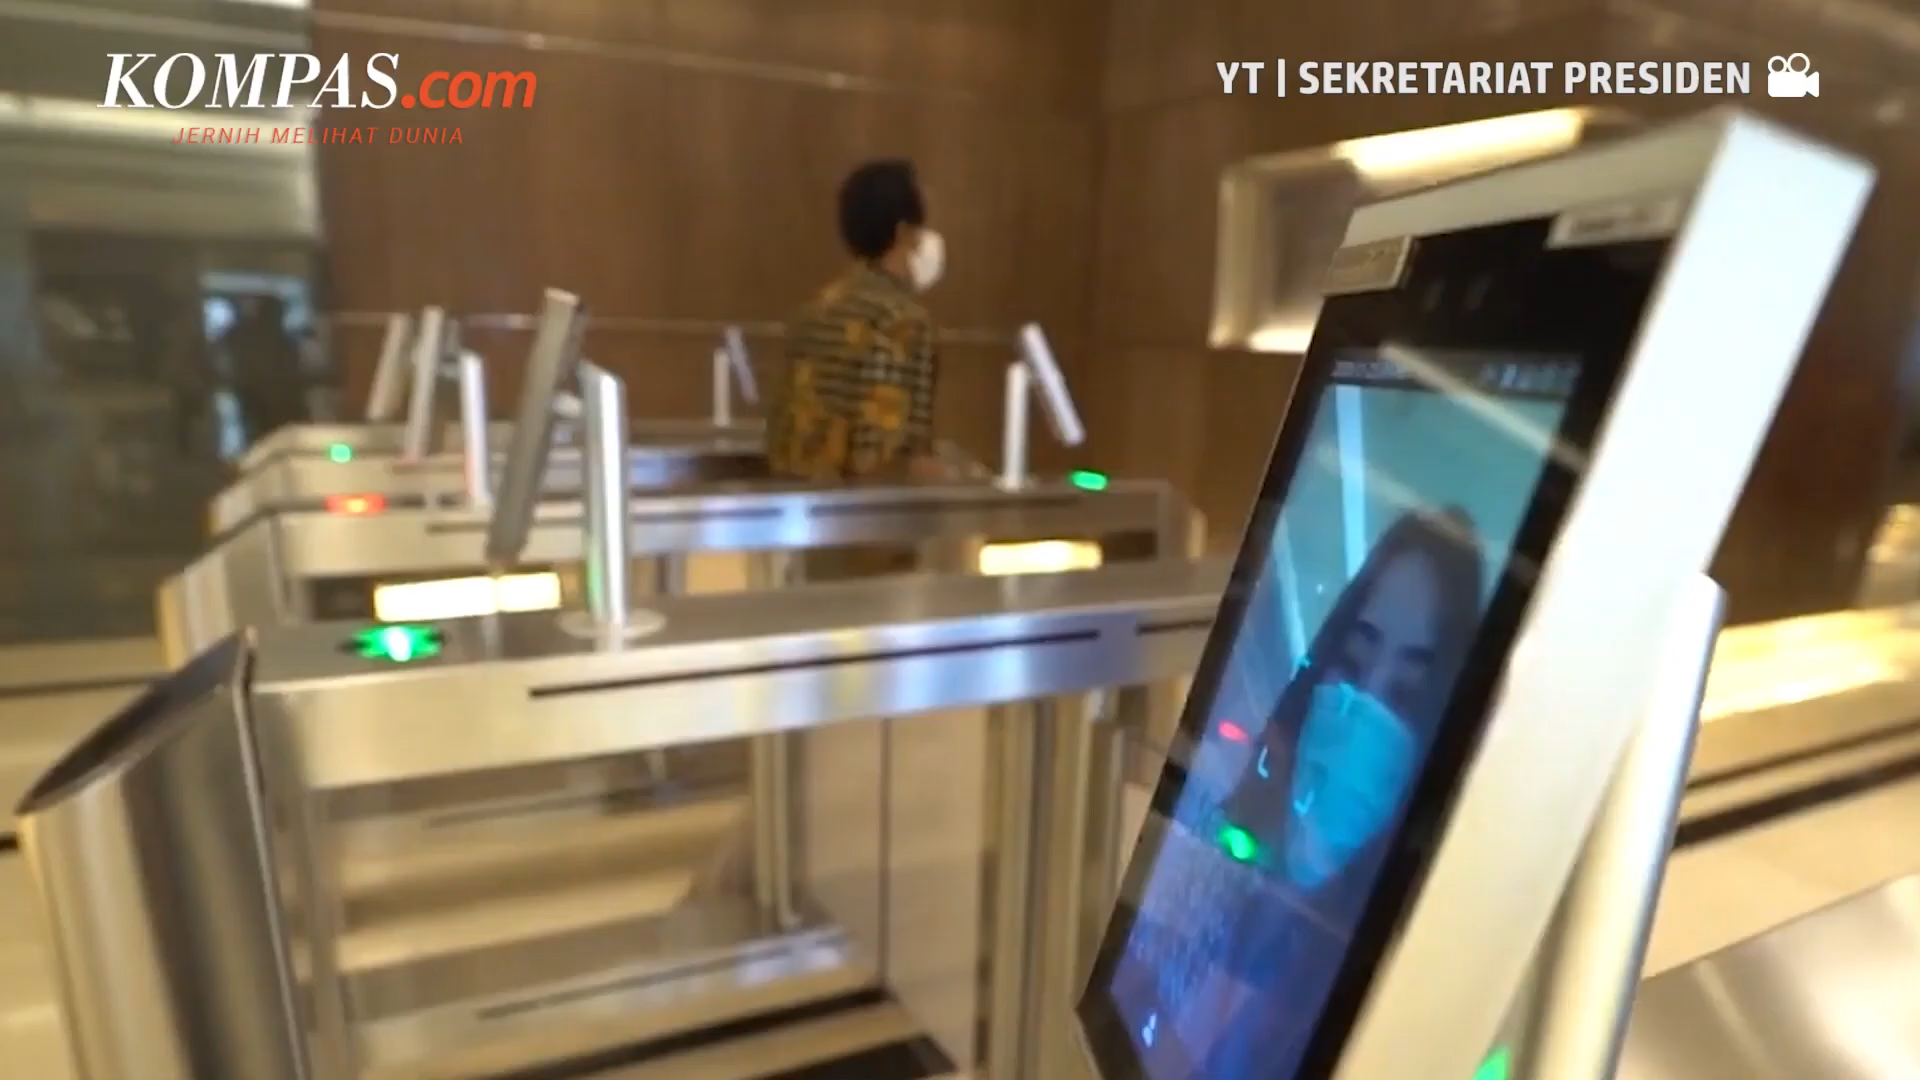 KOMPAS.com
JERNIH MELIHAT DUNIA
YT | SEKRETARIAT PRESIDEN